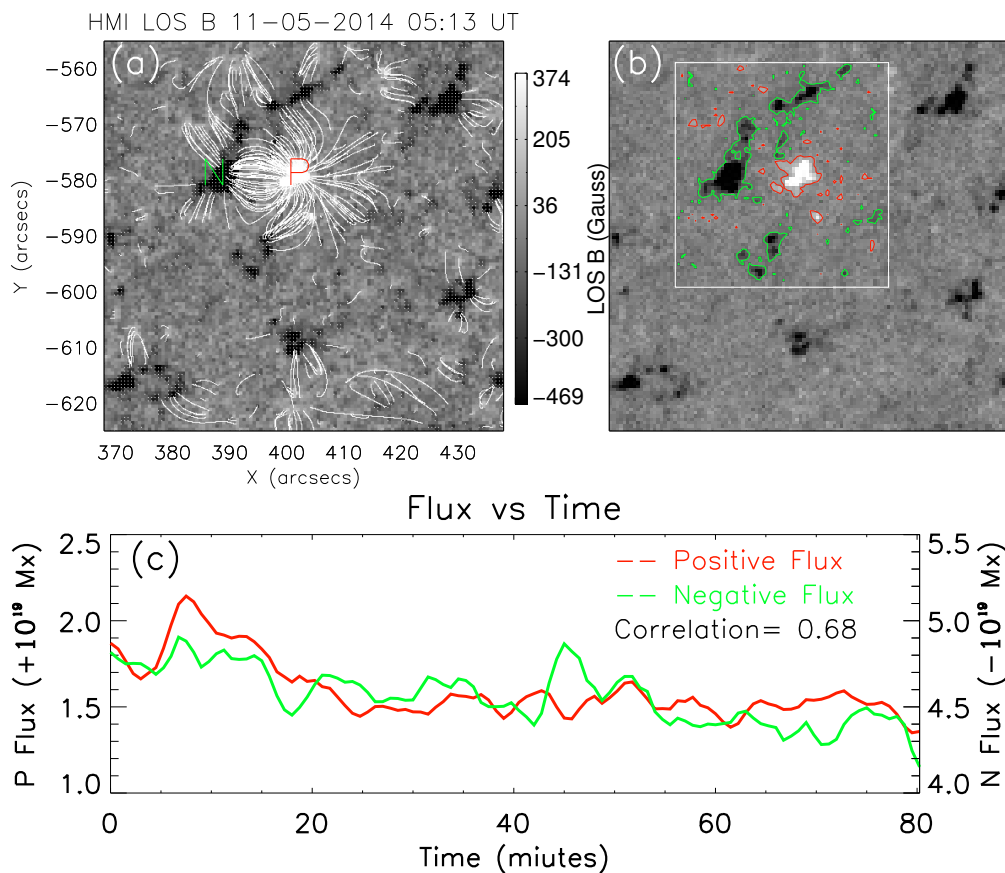 HMI LOS B 11-05-2014 05:13 UT
(a)
(b)
-560
-570
-580
-590
-600
-610
-620
Y (arcsecs)
N
P
370 380 390 400 410 420 430
X (arcsecs)
374
205
36
-131
-300
-469
LOS B (Gauss)
Flux vs Time
(c)
2.5
2.0
1.5
1.0
P Flux (+10¹⁹ Mx)
-- Positive Flux
-- Negative Flux
Correlation= 0.68
5.5
5.0
4.5
4.0
N Flux (-10¹⁹ Mx)
0 20 40 60 80
Time (miutes)